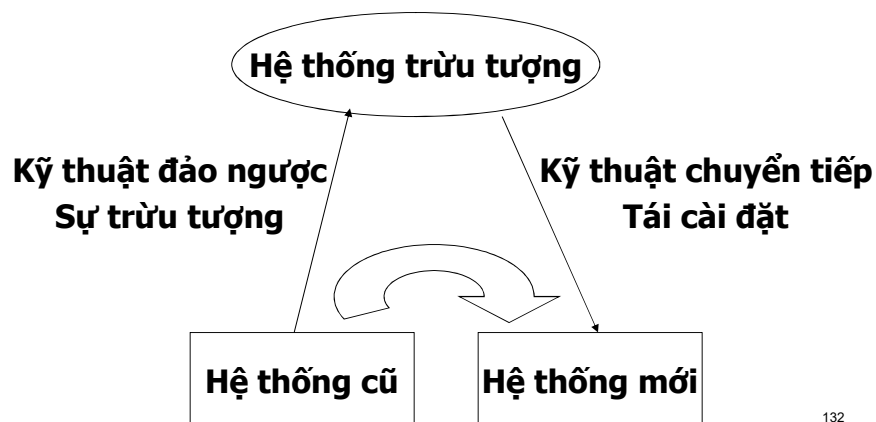 Hệ thống trừu tượng
Kỹ thuật đảo ngược
Sự trừu tượng
Kỹ thuật chuyển tiếp
Tái cài đặt
Hệ thống cũ
Hệ thống mới
132